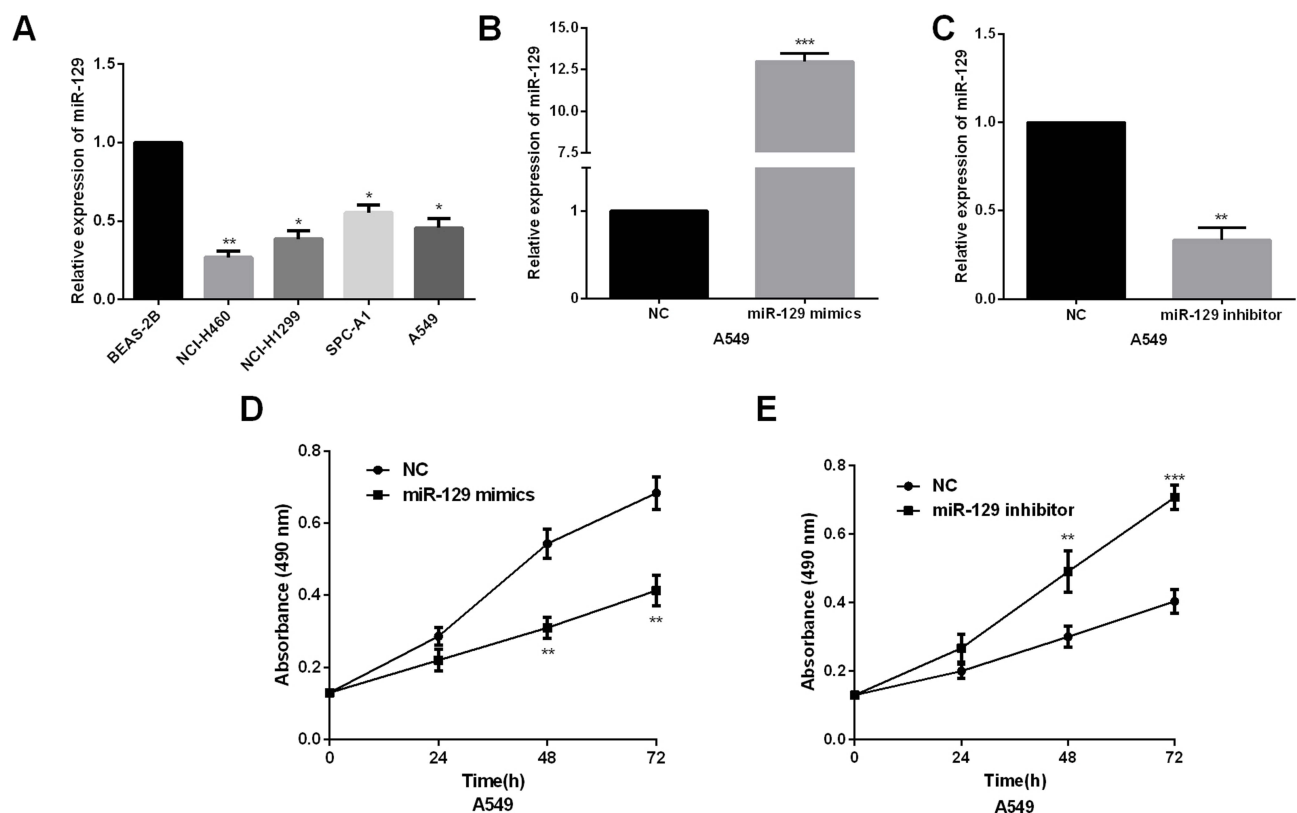 A
Relative expression of miR-129
1.5
1.0
0.5
0.0
**
*
*
*
BEAS-2B
NCI-H460
NCI-H1299
SPC-A1
A549
B
Relative expression of miR-129
15.0
12.5
10.0
7.5
1
0
***
NC
miR-129 mimics
A549
C
Relative expression of miR-129
1.5
1.0
0.5
0.0
**
NC
miR-129 inhibitor
A549
D
Absorbance (490 nm)
0.8
0.6
0.4
0.2
0.0
NC
miR-129 mimics
**
**
0 24 48 72
Time(h)
A549
E
Absorbance (490 nm)
0.8
0.6
0.4
0.2
0.0
NC
miR-129 inhibitor
**
***
0 24 48 72
Time(h)
A549